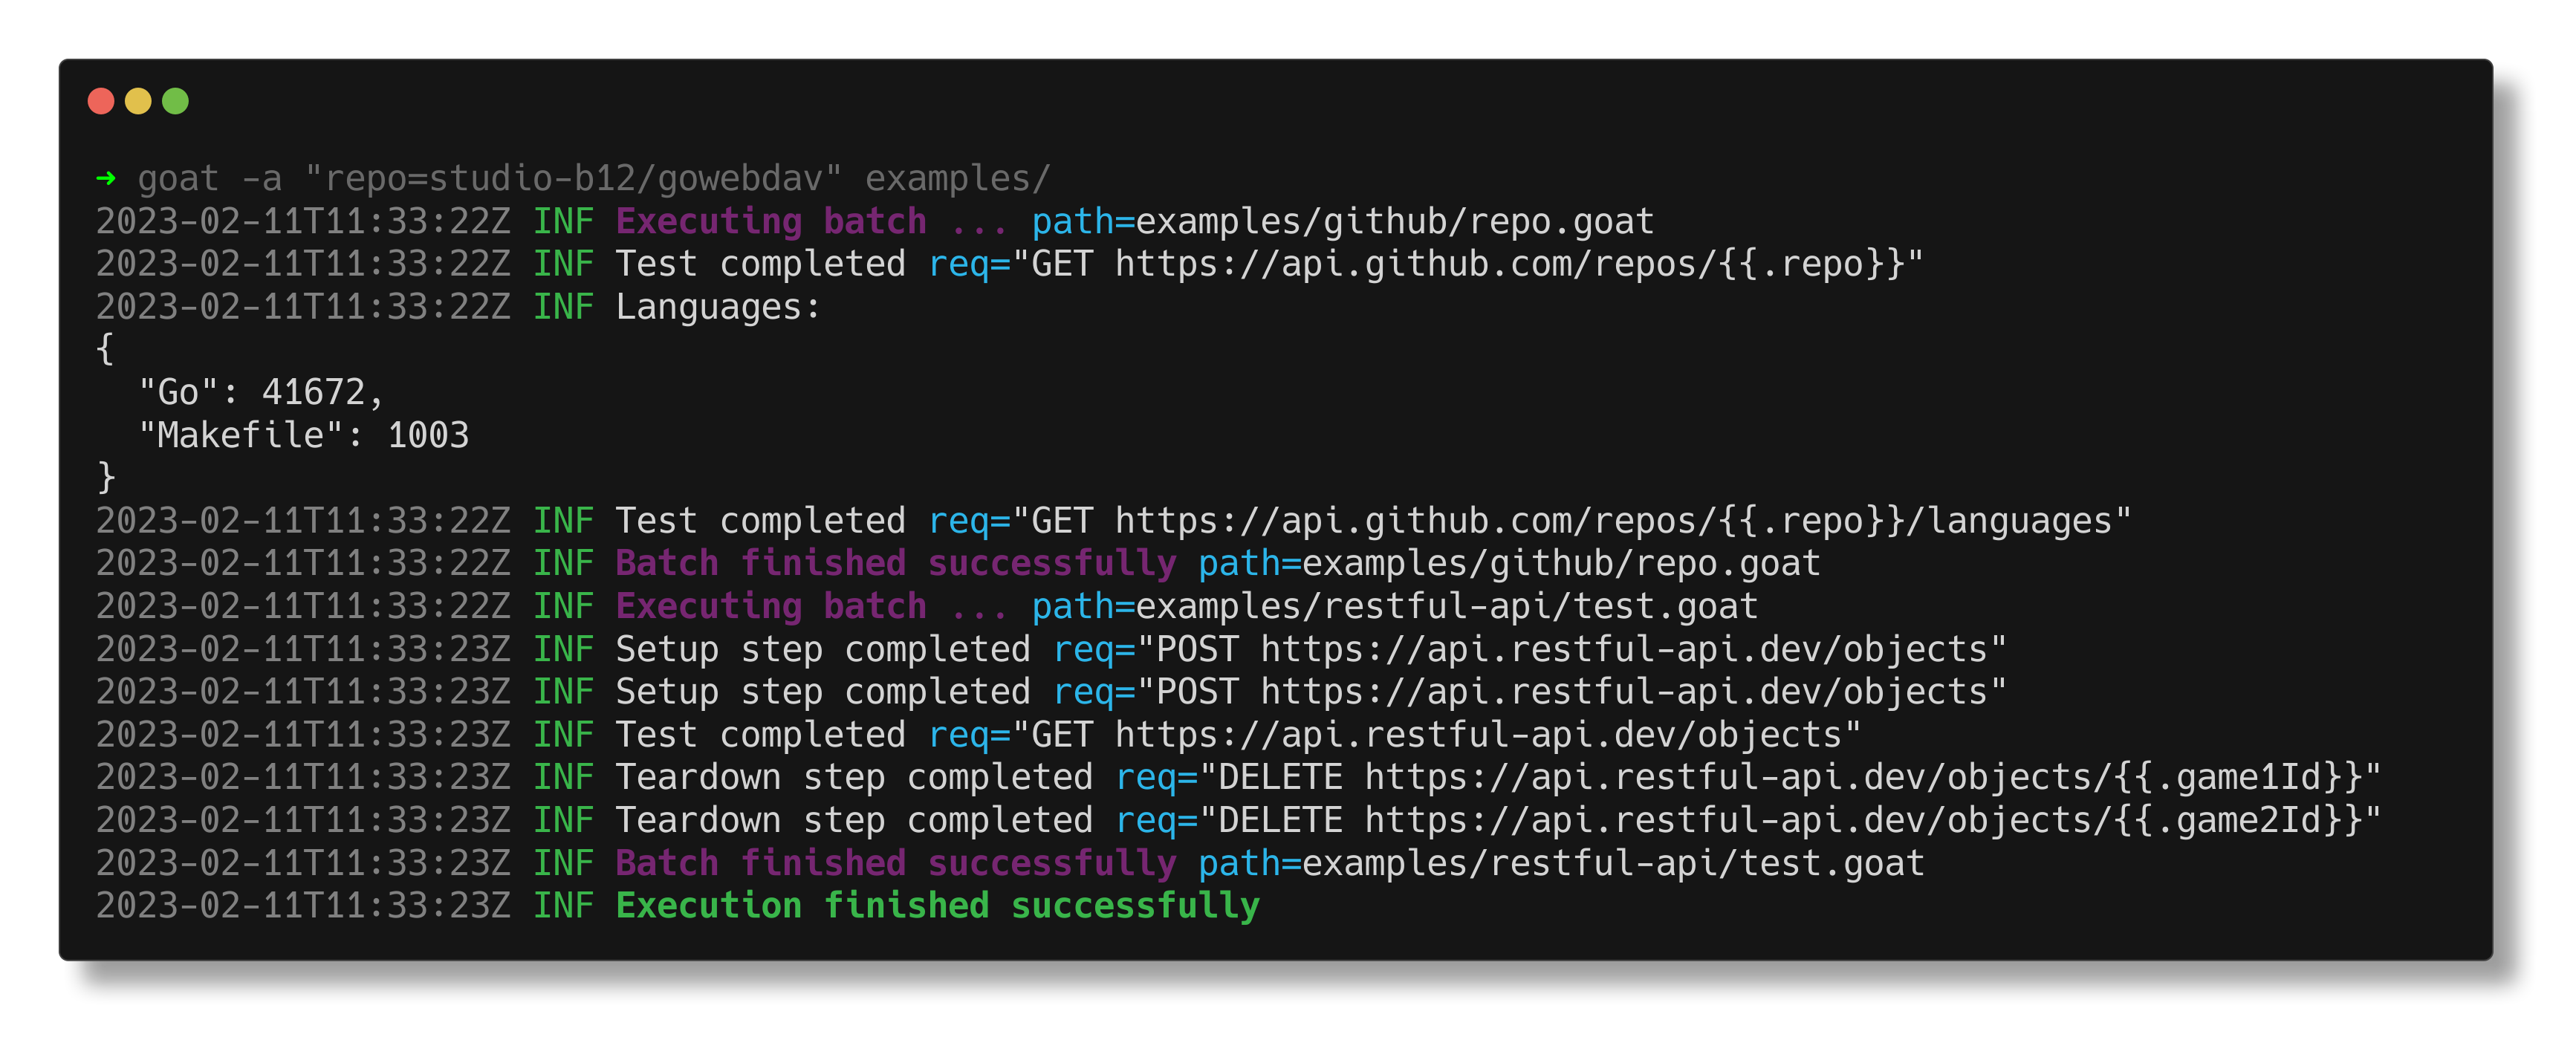 ➜ goat -a "repo=studio-b12/gowebdav" examples/
2023-02-11T11:33:22Z INF Executing batch ... path=examples/github/repo.goat
2023-02-11T11:33:22Z INF Test completed req="GET https://api.github.com/repos/{{.repo}}"
2023-02-11T11:33:22Z INF Languages:
{
  "Go": 41672,
  "Makefile": 1003
}
2023-02-11T11:33:22Z INF Test completed req="GET https://api.github.com/repos/{{.repo}}/languages"
2023-02-11T11:33:22Z INF Batch finished successfully path=examples/github/repo.goat
2023-02-11T11:33:22Z INF Executing batch ... path=examples/restful-api/test.goat
2023-02-11T11:33:23Z INF Setup step completed req="POST https://api.restful-api.dev/objects"
2023-02-11T11:33:23Z INF Setup step completed req="POST https://api.restful-api.dev/objects"
2023-02-11T11:33:23Z INF Test completed req="GET https://api.restful-api.dev/objects"
2023-02-11T11:33:23Z INF Teardown step completed req="DELETE https://api.restful-api.dev/objects/{{.game1Id}}"
2023-02-11T11:33:23Z INF Teardown step completed req="DELETE https://api.restful-api.dev/objects/{{.game2Id}}"
2023-02-11T11:33:23Z INF Batch finished successfully path=examples/restful-api/test.goat
2023-02-11T11:33:23Z INF Execution finished successfully